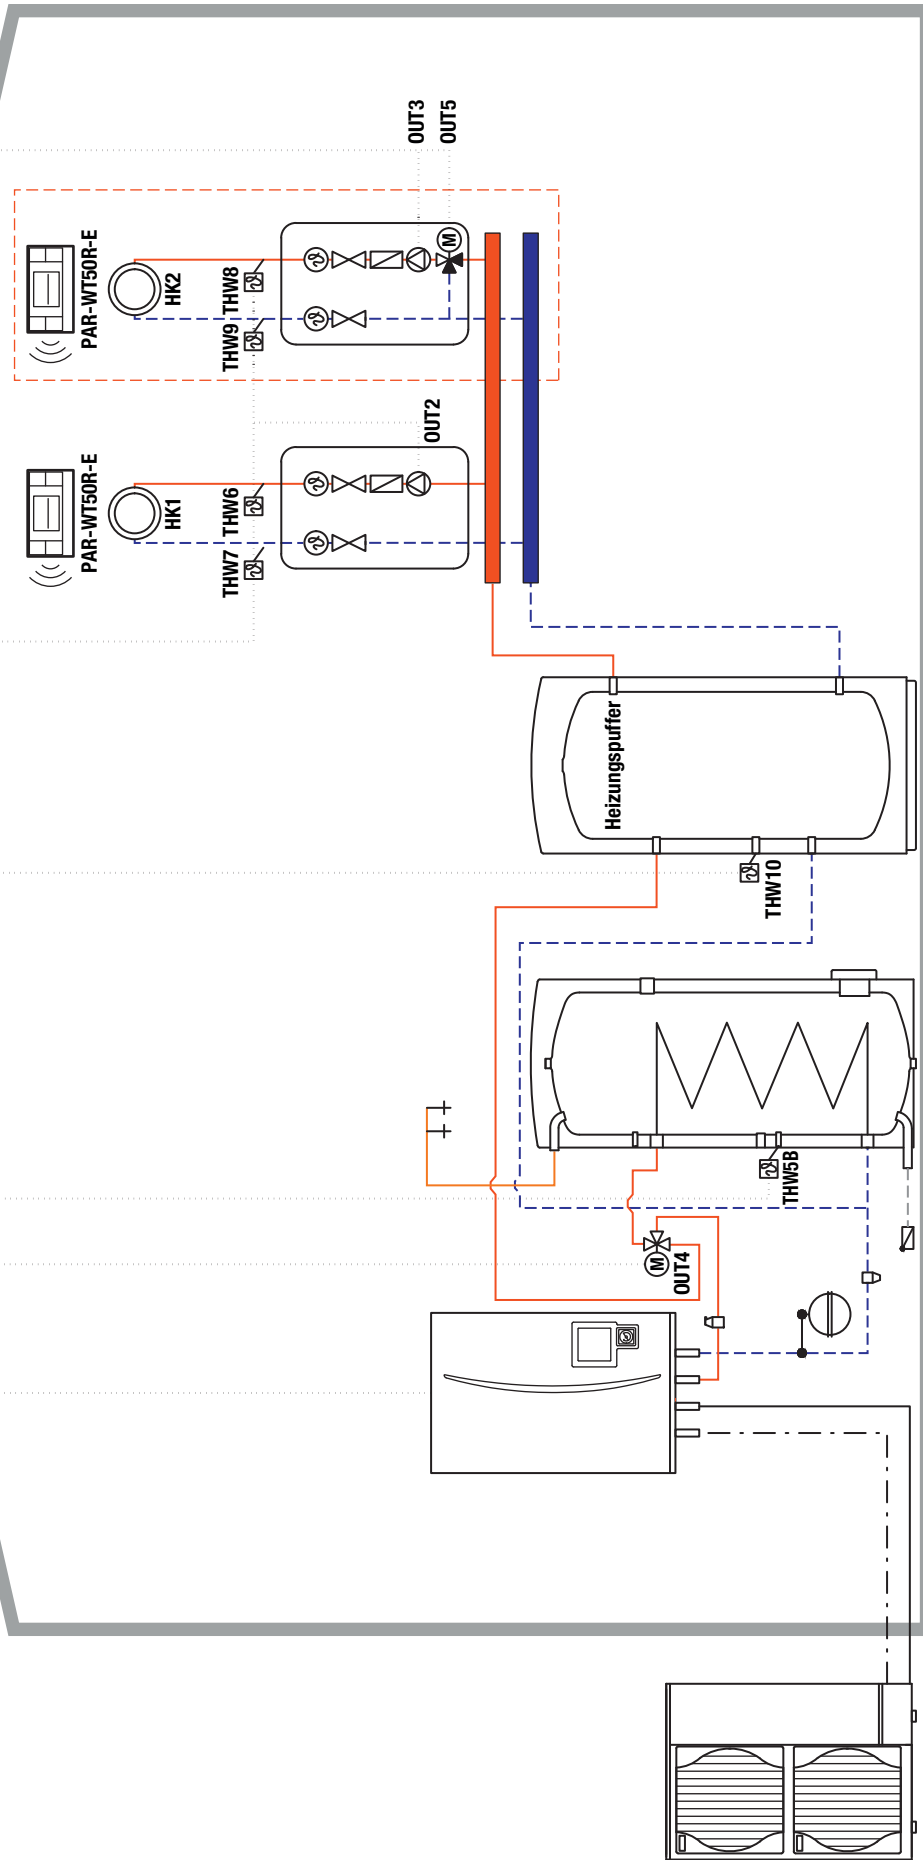 OUT3
OUT5
PAR-WT50R-E
HK2
THW8
THW9
OUT2
PAR-WT50R-E
HK1
THW6
THW7
Heizungspuffer
THW10
THW5B
M
OUT4
M